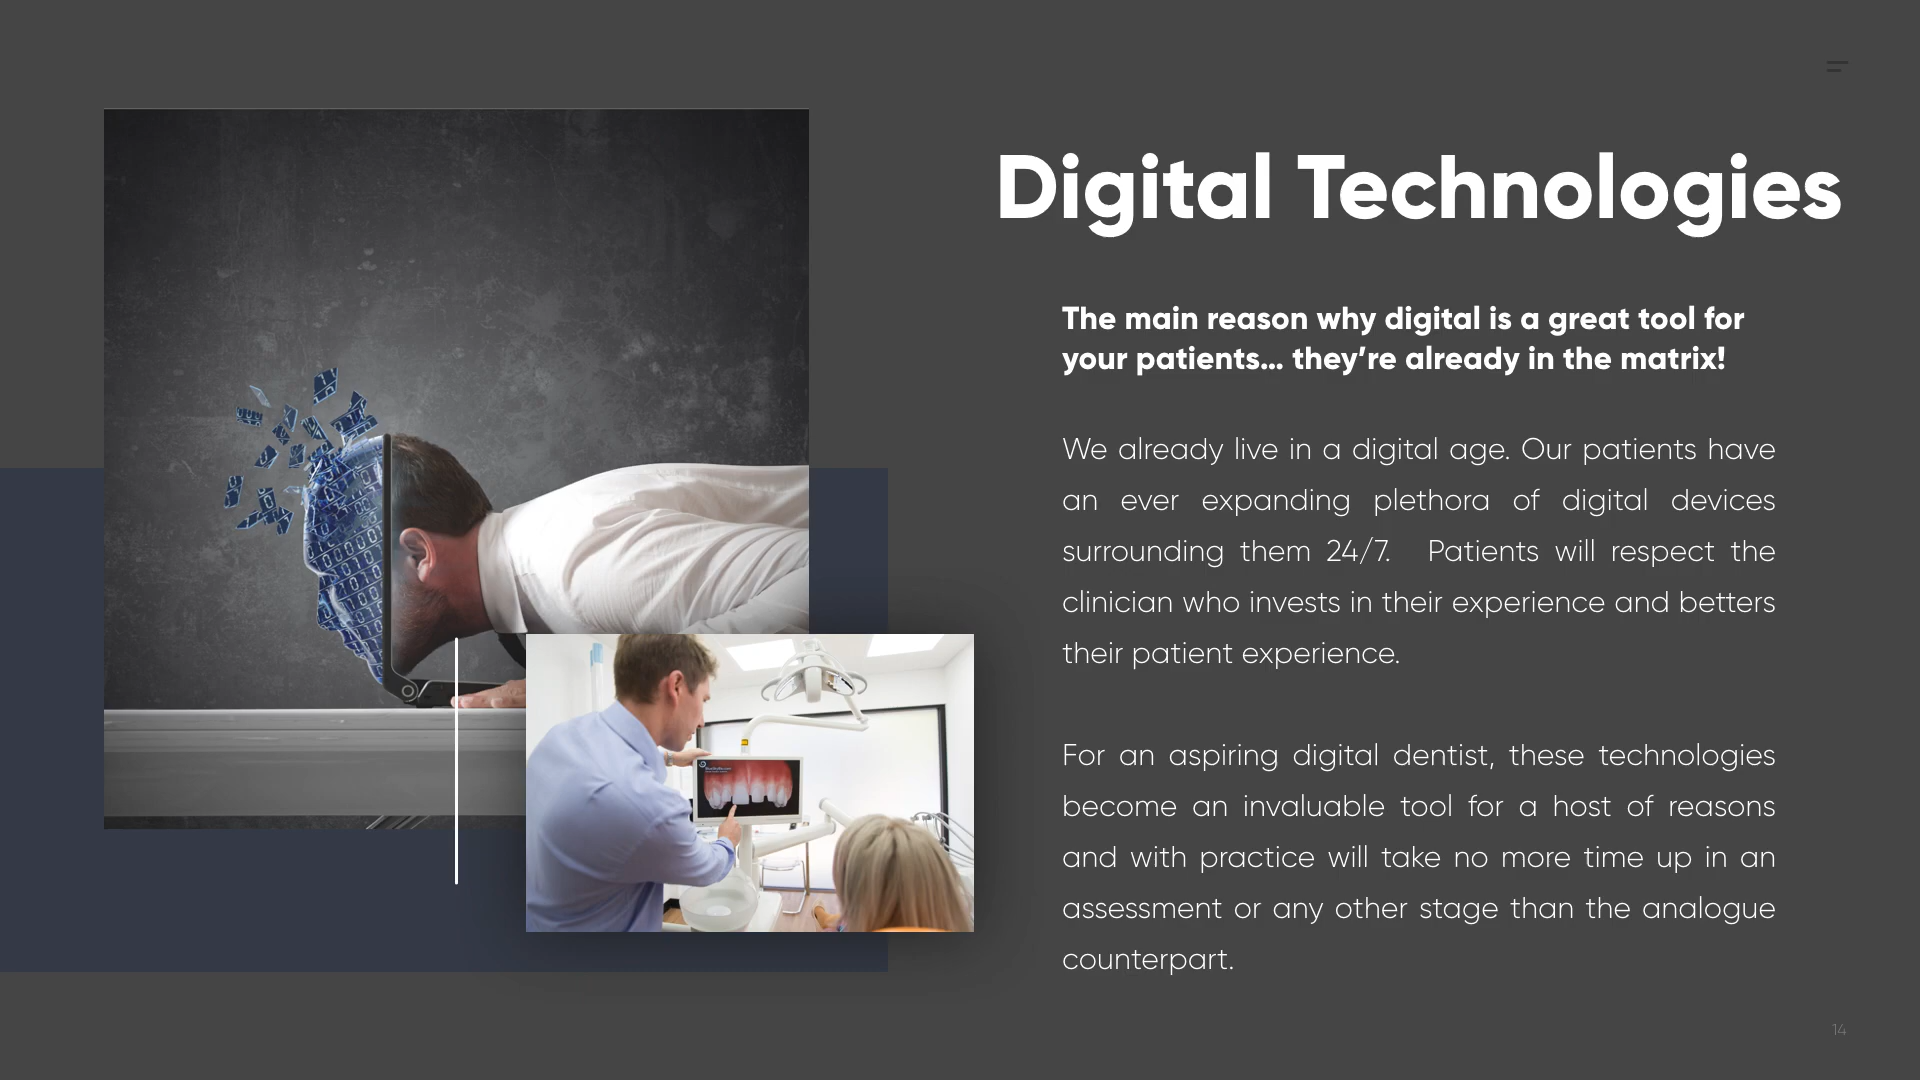 Digital Technologies
The main reason why digital is a great tool for
your patients... they’re already in the matrix!
We already live in a digital age. Our patients have
an ever expanding plethora of digital devices
surrounding them 24/7.  Patients will respect the
clinician who invests in their experience and betters
their patient experience.
For an aspiring digital dentist, these technologies
become an invaluable tool for a host of reasons
and with practice will take no more time up in an
assessment or any other stage than the analogue
counterpart.
14